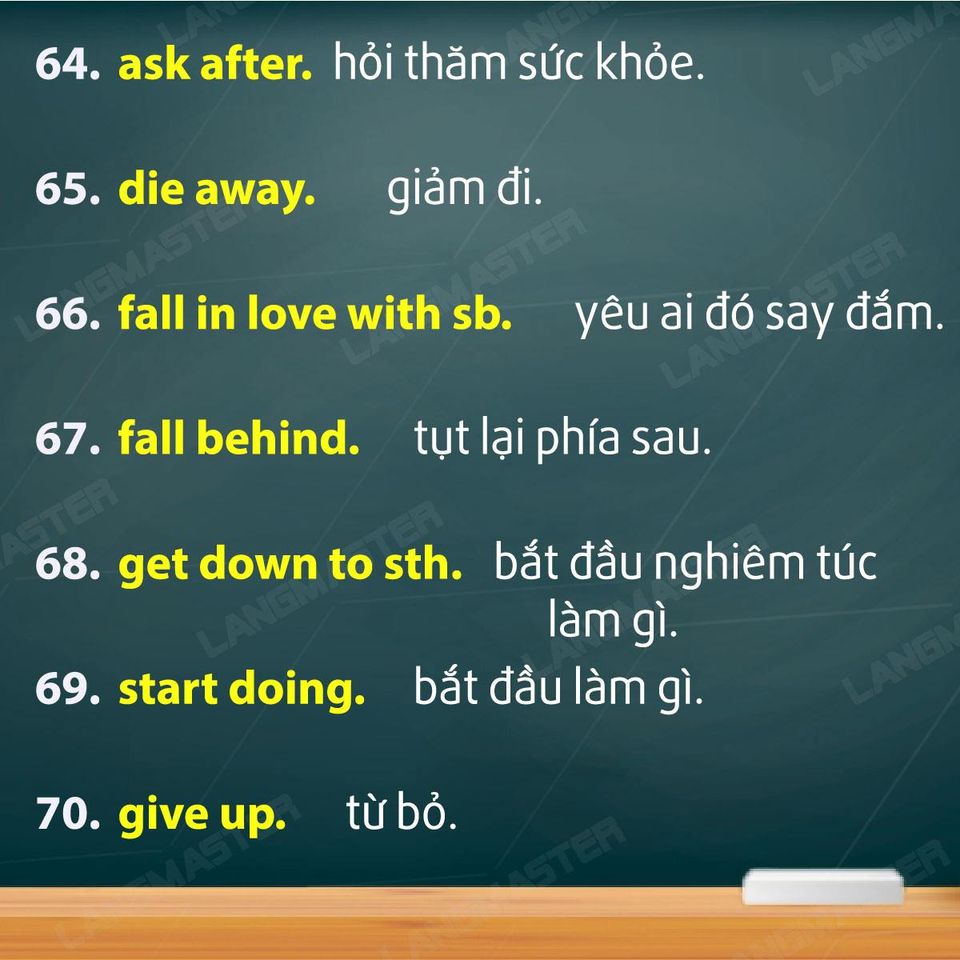 64. ask after. hỏi thăm sức khỏe.
65. die away. giảm đi.
66. fall in love with sb. yêu ai đó say đắm.
67. fall behind. tụt lại phía sau.
68. get down to sth. bắt đầu nghiêm túc
làm gì.
69. start doing. bắt đầu làm gì.
70. give up. từ bỏ.
LANGMASTER